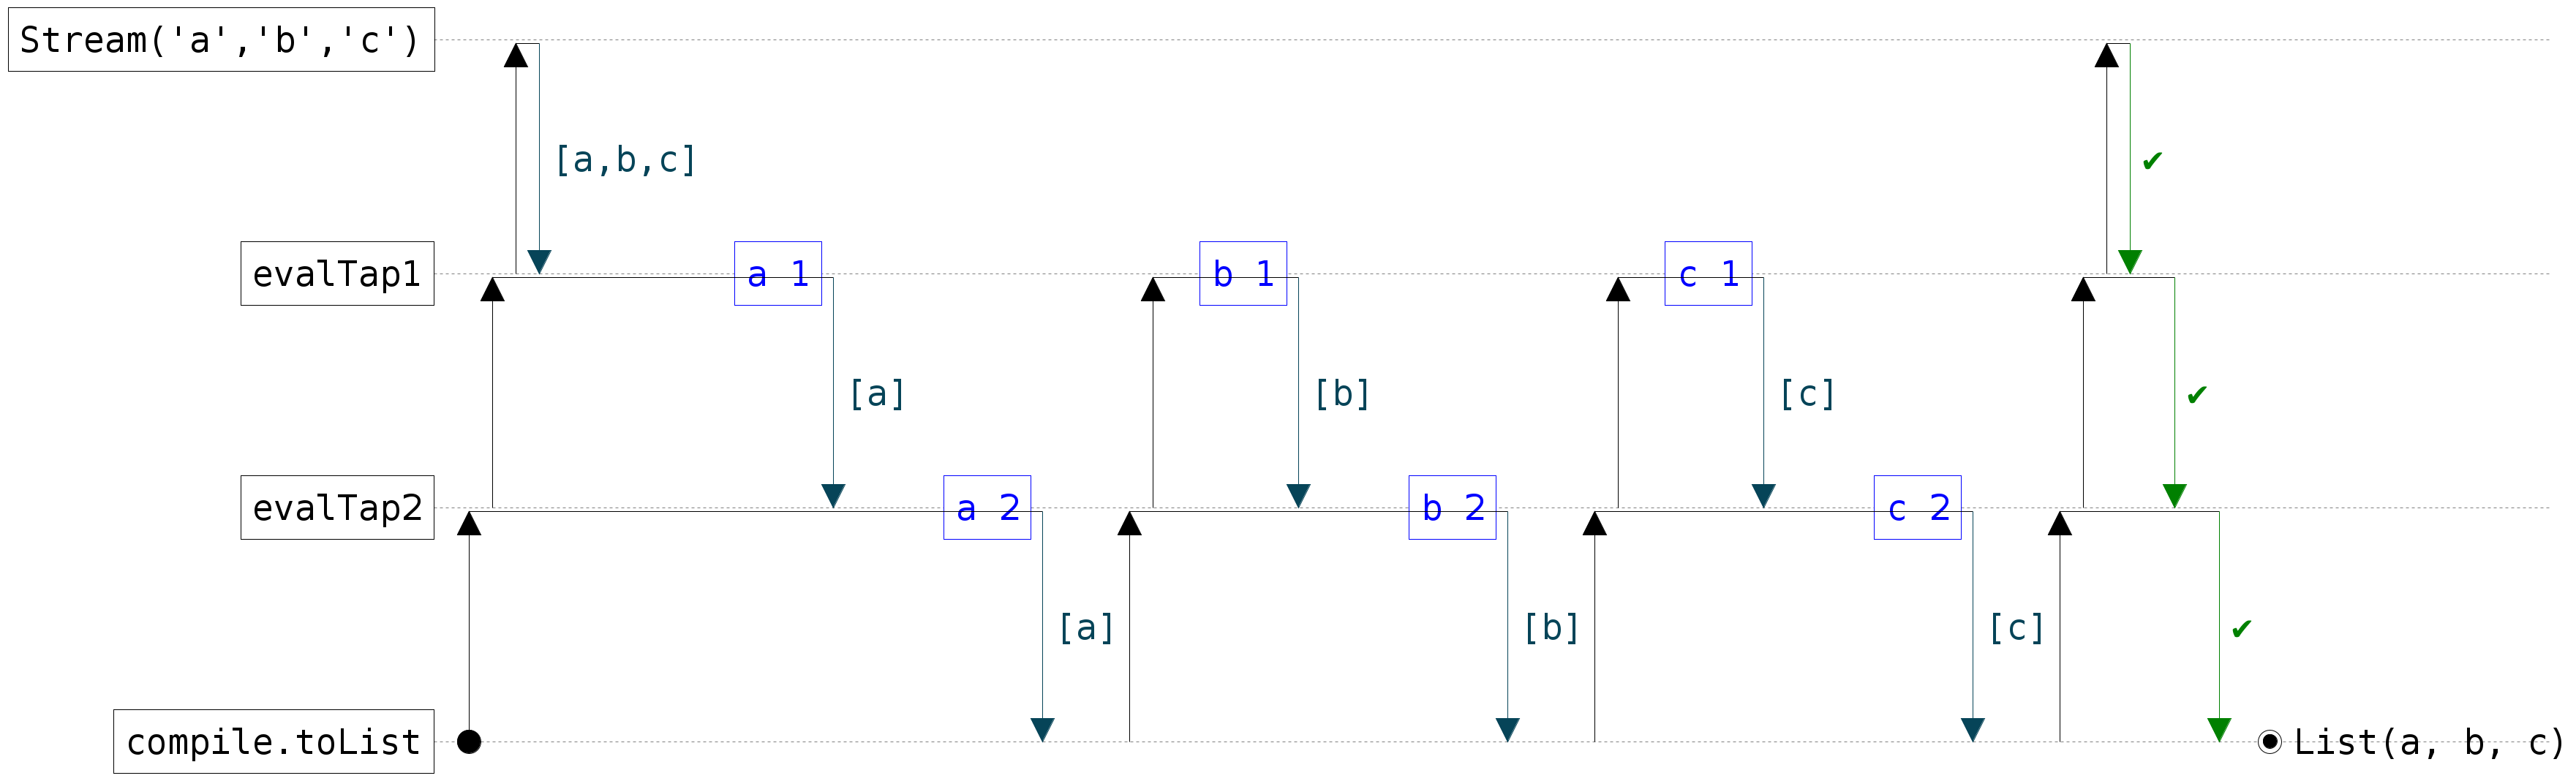 Stream('a','b','c')
[a,b,c]
✔
evalTap1
a 1
b 1
c 1
[a]
[b]
[c]
✔
evalTap2
a 2
b 2
c 2
[a]
[b]
[c]
✔
compile.toList
List(a, b, c)